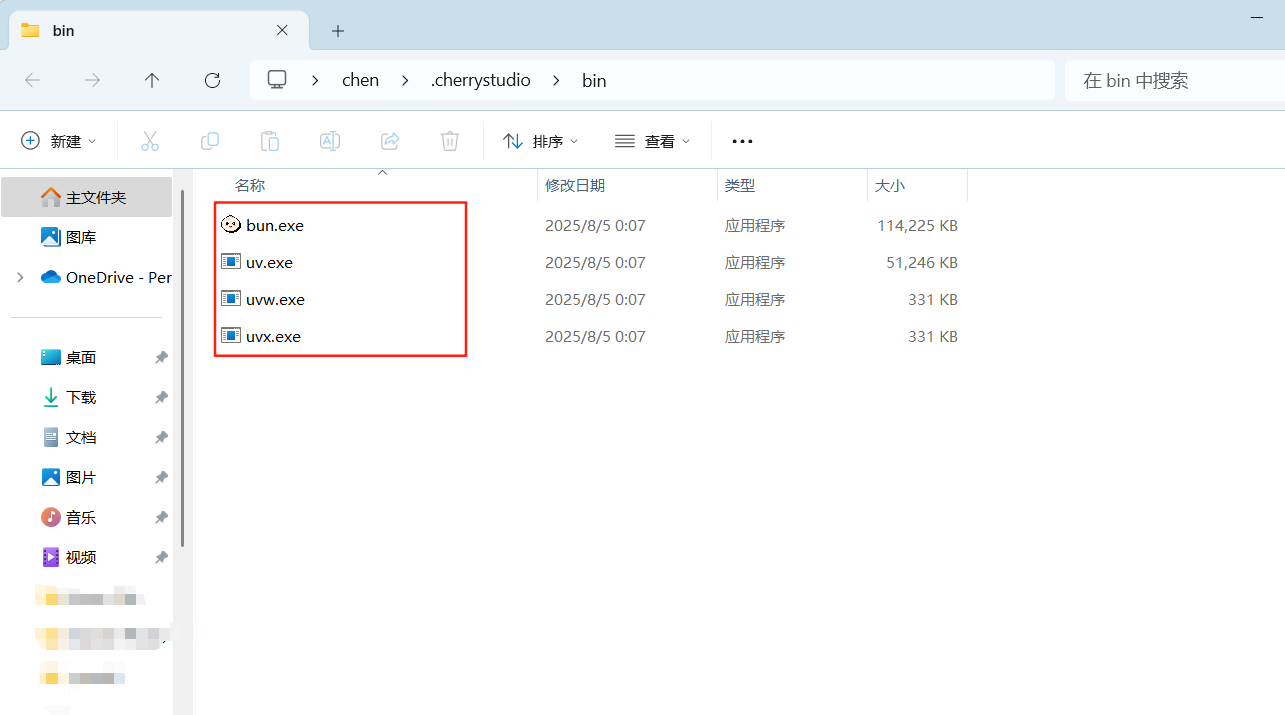 bin
chen > .cherrystudio > bin
在 bin 中搜索
新建 排序 查看
名称 修改日期 类型 大小
主文件夹
图库
OneDrive - Per
桌面
下载
文档
图片
音乐
视频
bun.exe 2025/8/5 0:07 应用程序 114,225 KB
uv.exe 2025/8/5 0:07 应用程序 51,246 KB
uvw.exe 2025/8/5 0:07 应用程序 331 KB
uvx.exe 2025/8/5 0:07 应用程序 331 KB